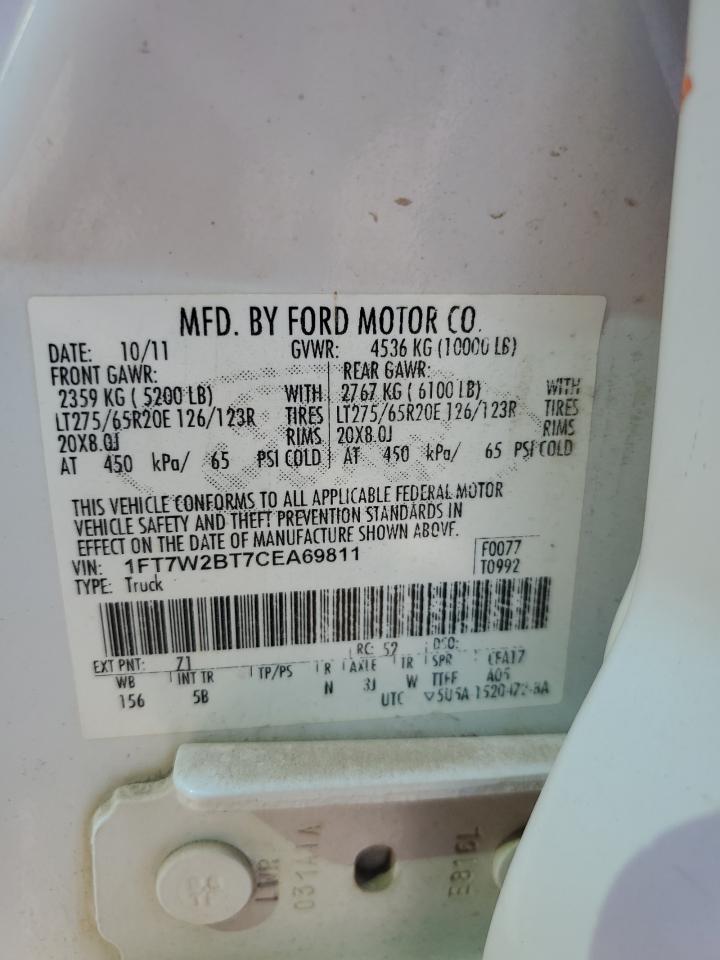 MFD. BY FORD MOTOR CO.
DATE: 10/11 GVWR: 4536 KG (10000 LB)
FRONT GAWR: REAR GAWR:
2359 KG ( 5200 LB) WITH 2767 KG ( 6100 LB) WITH
LT275/65R20E 126/123R TIRES LT275/65R20E 126/123R TIRES
20X8.0J RIMS 20X8.0J RIMS
AT 450 kPa/ 65 PSI COLD AT 450 kPa/ 65 PSI COLD
THIS VEHICLE CONFORMS TO ALL APPLICABLE FEDERAL MOTOR
VEHICLE SAFETY AND THEFT PREVENTION STANDARDS IN
EFFECT ON THE DATE OF MANUFACTURE SHOWN ABOVE.
VIN: 1FT7W2BT7CEA69811 F0077
TYPE: Truck T0992
RC: 52 DSO:
EXT PNT: Z1
WB INT TR TP/PS R AXLE TR SPR
156 5B N 3J W
UTC
LWR
031A1A